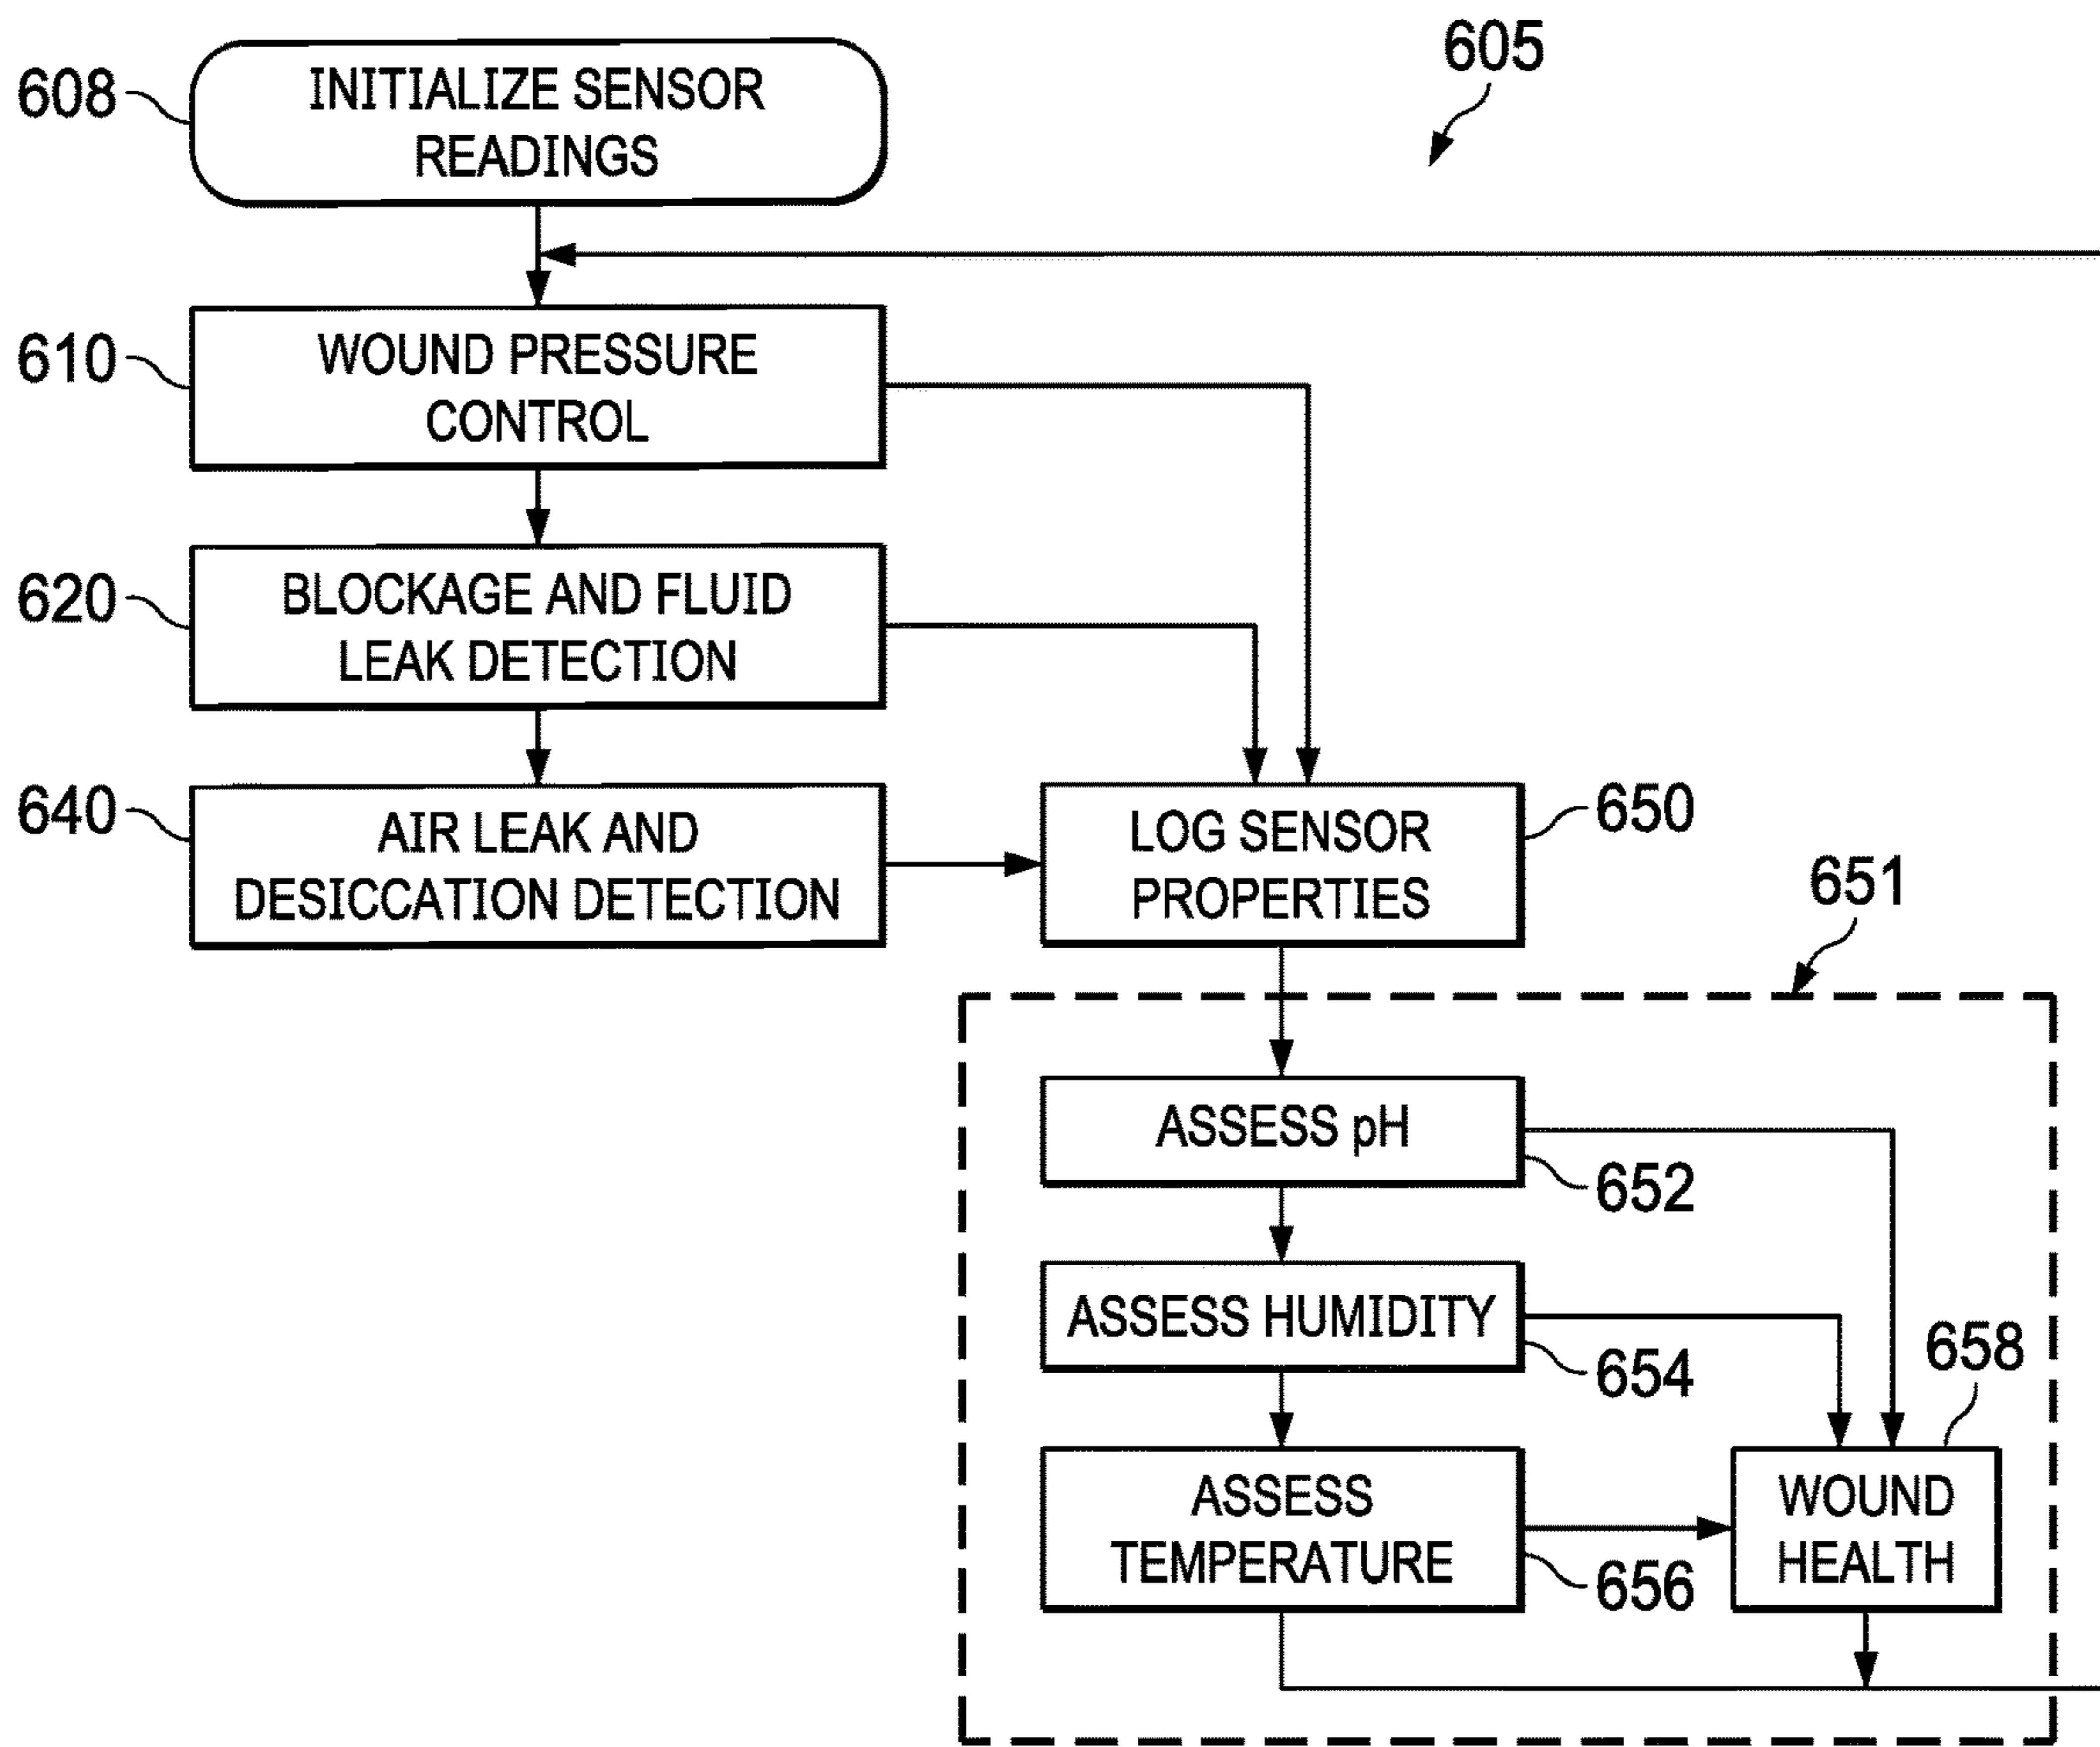 605
608
INITIALIZE SENSOR
READINGS
610
WOUND PRESSURE
CONTROL
620
BLOCKAGE AND FLUID
LEAK DETECTION
640
AIR LEAK AND
DESICCATION DETECTION
LOG SENSOR
PROPERTIES
650
651
ASSESS pH
652
ASSESS HUMIDITY
654
658
ASSESS
TEMPERATURE
656
WOUND
HEALTH